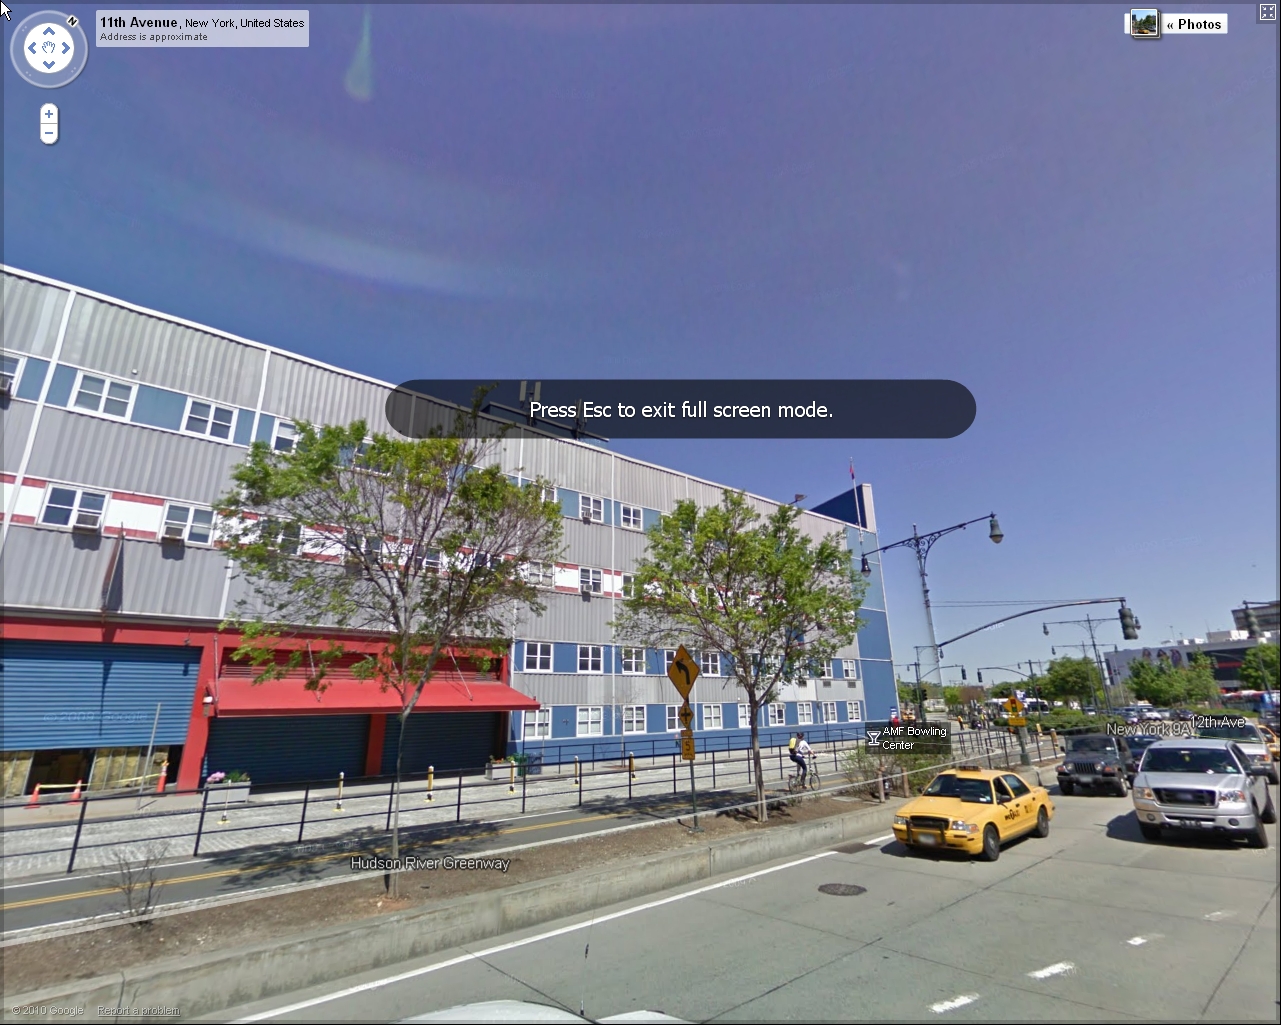 11th Avenue, New York, United States
Address is approximate
N
« Photos
Press Esc to exit full screen mode.
AMF Bowling
Center
New York 9A
12th Ave
Hudson River Greenway
© 2010 Google
Report a problem